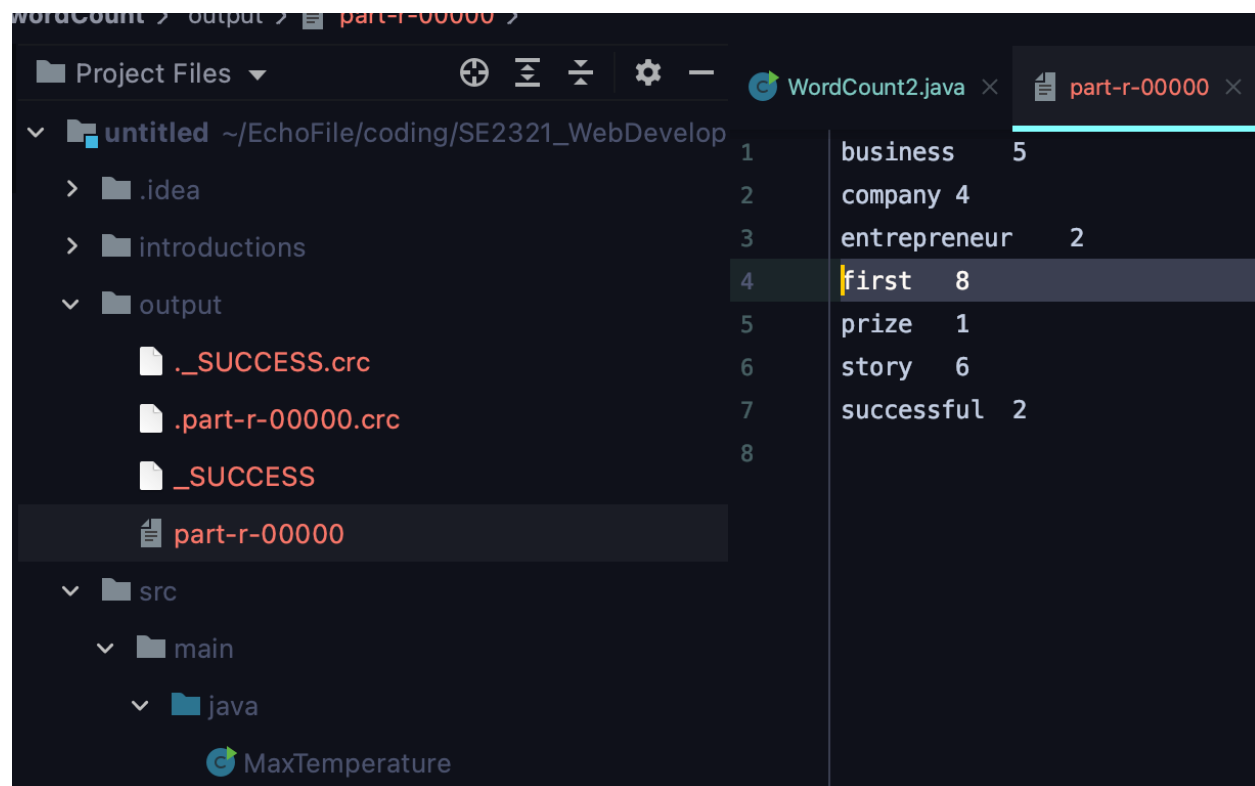 WordCount > output > part-r-00000 >
Project Files
untitled ~/EchoFile/coding/SE2321_WebDevelop
.idea
introductions
output
._SUCCESS.crc
.part-r-00000.crc
_SUCCESS
part-r-00000
src
main
java
MaxTemperature
WordCount2.java
part-r-00000
1 business 5
2 company 4
3 entrepreneur 2
4 first 8
5 prize 1
6 story 6
7 successful 2
8